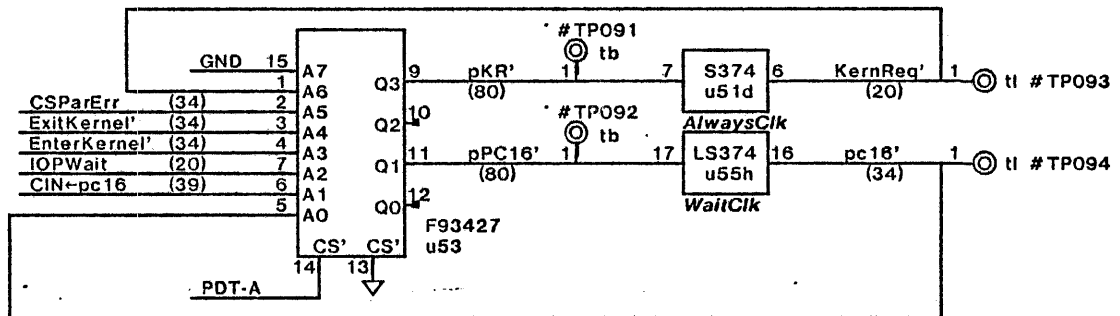 #TP091
GND 15 A7 9 pKR' 1 tb 7 S374 6 KernReq' 1 tl #TP093
1 A6 Q3 (80) u51d (20)
CSParErr (34) 2 A5 10 #TP092 AlwaysClk
ExitKernel' (34) 3 A4 Q2 tb
EnterKernel' (34) 4 A3 11 pPC16' 1 17 LS374 16 pc16' 1 tl #TP094
IOPWait (20) 7 A2 Q1 (80) u55h (34)
CIN←pc16 (39) 6 A1 12 WaitClk
5 A0 Q0 F93427
CS' CS' u53
14 13
PDT-A